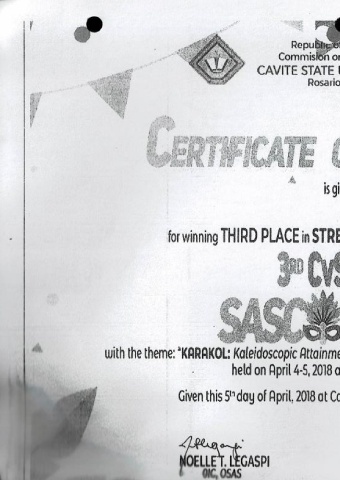 Republic of
Commision on
CAVITE STATE U
Rosario
CERTIFICATE
is gi
for winning THIRD PLACE in STRE
3RD CvS
SASC
with the theme: "KARAKOL: Kaleidoscopic Attainme
held on April 4-5, 2018 a
Given this 5th day of April, 2018 at Ca
NOELLE T. LEGASPI
OIC, OSAS